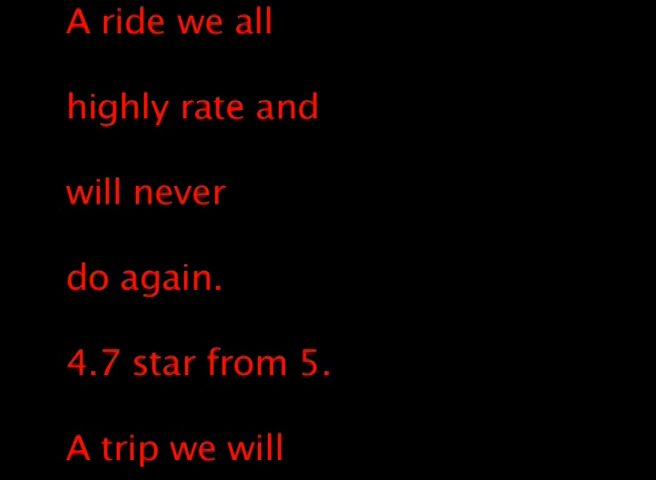 A ride we all
highly rate and
will never
do again.
4.7 star from 5.
A trip we will